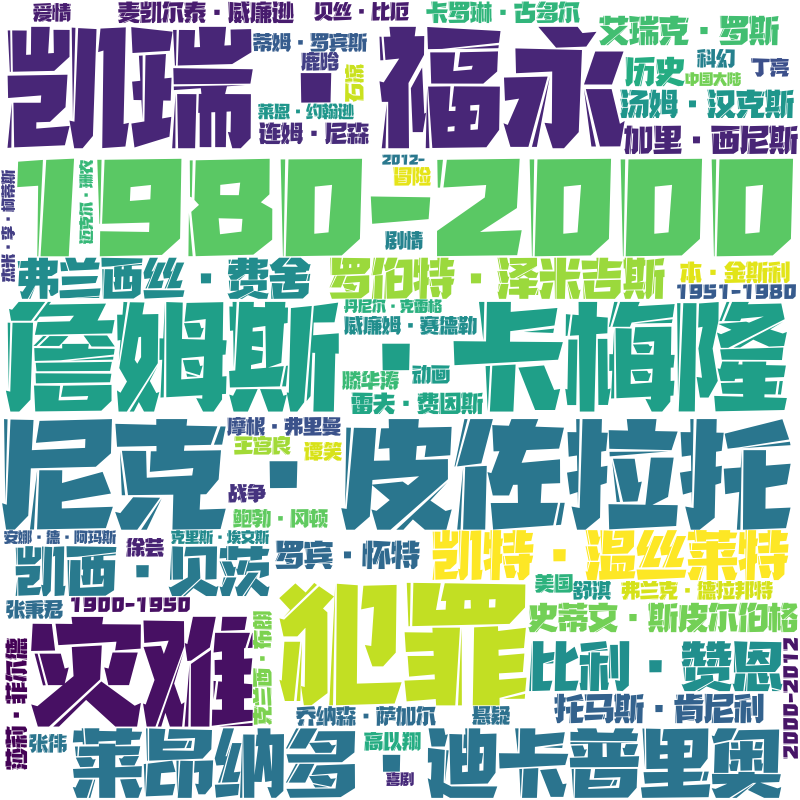 爱情
麦凯尔泰·威廉逊
贝丝·比厄
卡罗琳·古多尔
艾瑞克·罗斯
凯瑞·福永
蒂姆·罗宾斯
鹿晗
石凉
莱恩·约翰逊
连姆·尼森
历史
科幻
丁亮
中国大陆
汤姆·汉克斯
加里·西尼斯
1980-2000
2012-
冒险
剧情
迈克尔·珊农
杰米·李·柯蒂斯
弗兰西丝·费舍
罗伯特·泽米吉斯
本·金斯利
1951-1980
詹姆斯·卡梅隆
丹尼尔·克雷格
威廉姆·赛德勒
滕华涛
动画
雷夫·费因斯
尼克·皮佐拉托
摩根·弗里曼
王宫良
谭笑
战争
鲍勃·冈顿
安娜·德·阿玛斯
徐芸
克里斯·埃文斯
凯西·贝茨
罗宾·怀特
凯特·温丝莱特
张秉君
1900-1950
美国
舒淇
弗兰克·德拉邦特
史蒂文·斯皮尔伯格
灾难
犯罪
克兰西·布朗
莎莉·菲尔德
比利·赞恩
托马斯·肯尼利
2000-2012
乔纳森·萨加尔
悬疑
张伟
莱昂纳多·迪卡普里奥
高以翔
喜剧